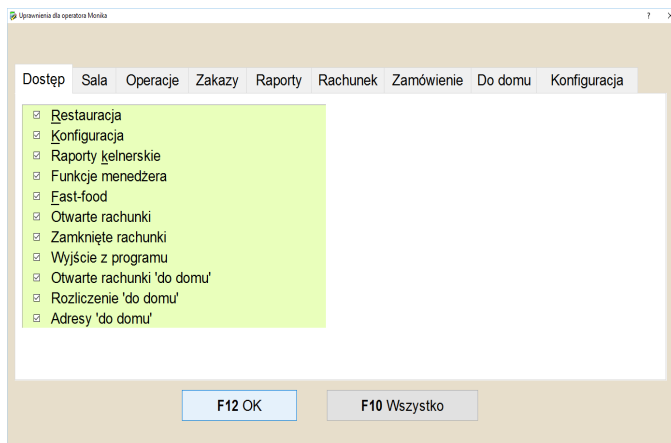 Uprawnienia dla operatora Monika ? X
Dostęp Sala Operacje Zakazy Raporty Rachunek Zamówienie Do domu Konfiguracja
Restauracja
Konfiguracja
Raporty kelnerskie
Funkcje menedżera
Fast-food
Otwarte rachunki
Zamknięte rachunki
Wyjście z programu
Otwarte rachunki 'do domu'
Rozliczenie 'do domu'
Adresy 'do domu'
F12 OK F10 Wszystko